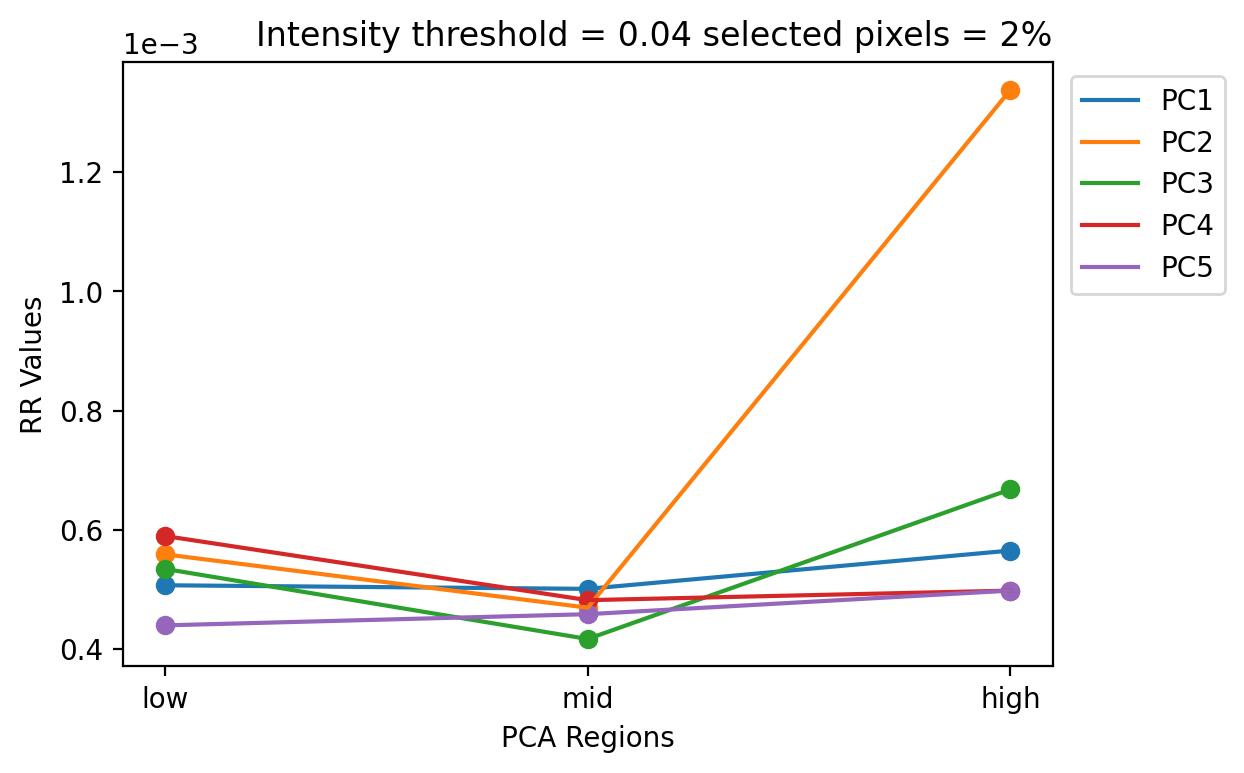 1e−3
Intensity threshold = 0.04 selected pixels = 2%
PC1
PC2
PC3
PC4
PC5
1.2
1.0
0.8
0.6
0.4
RR Values
low
mid
high
PCA Regions